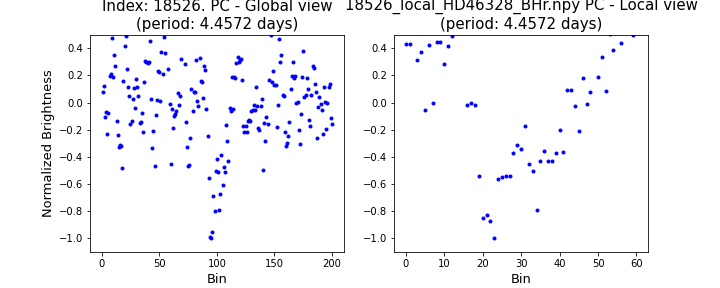 Index: 18526. PC - Global view
(period: 4.4572 days)
18526_local_HD46328_BHr.npy PC - Local view
(period: 4.4572 days)
Normalized Brightness
0.4
0.2
0.0
−0.2
−0.4
−0.6
−0.8
−1.0
0 50 100 150 200
Bin
0.4
0.2
0.0
−0.2
−0.4
−0.6
−0.8
−1.0
0 10 20 30 40 50 60
Bin